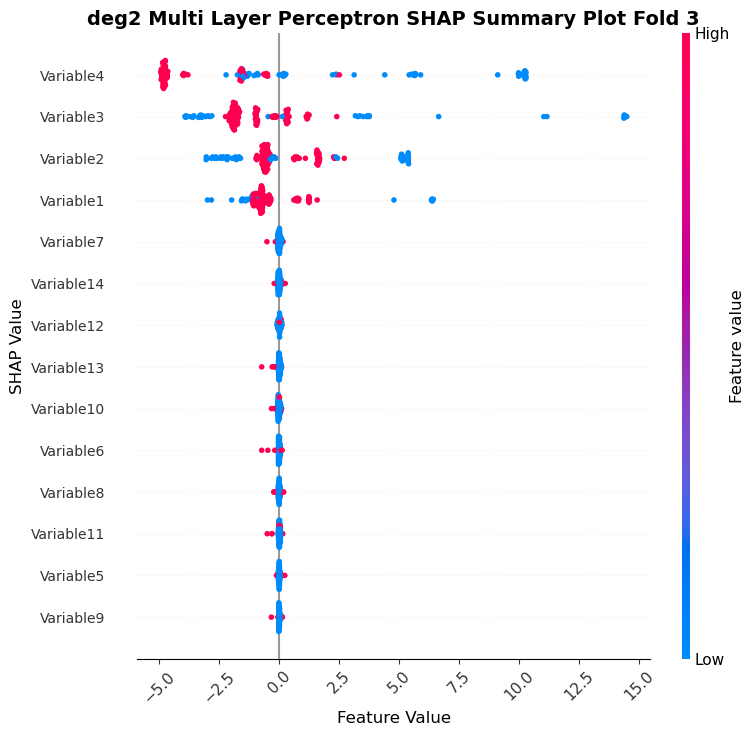 deg2 Multi Layer Perceptron SHAP Summary Plot Fold 3
High
Variable4
Variable3
Variable2
Variable1
Variable7
Variable14
Variable12
Variable13
Variable10
Variable6
Variable8
Variable11
Variable5
Variable9
SHAP Value
Feature value
Low
−5.0 −2.5 0.0 2.5 5.0 7.5 10.0 12.5 15.0
Feature Value